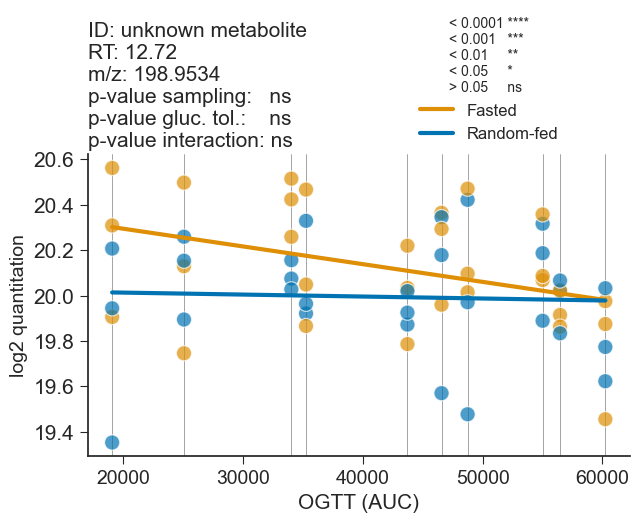 ID: unknown metabolite
RT: 12.72
m/z: 198.9534
p-value sampling: ns
p-value gluc. tol.: ns
p-value interaction: ns
< 0.0001 ****
< 0.001 ***
< 0.01 **
< 0.05 *
> 0.05 ns
Fasted
Random-fed
log2 quantitation
20.6
20.4
20.2
20.0
19.8
19.6
19.4
20000 30000 40000 50000 60000
OGTT (AUC)